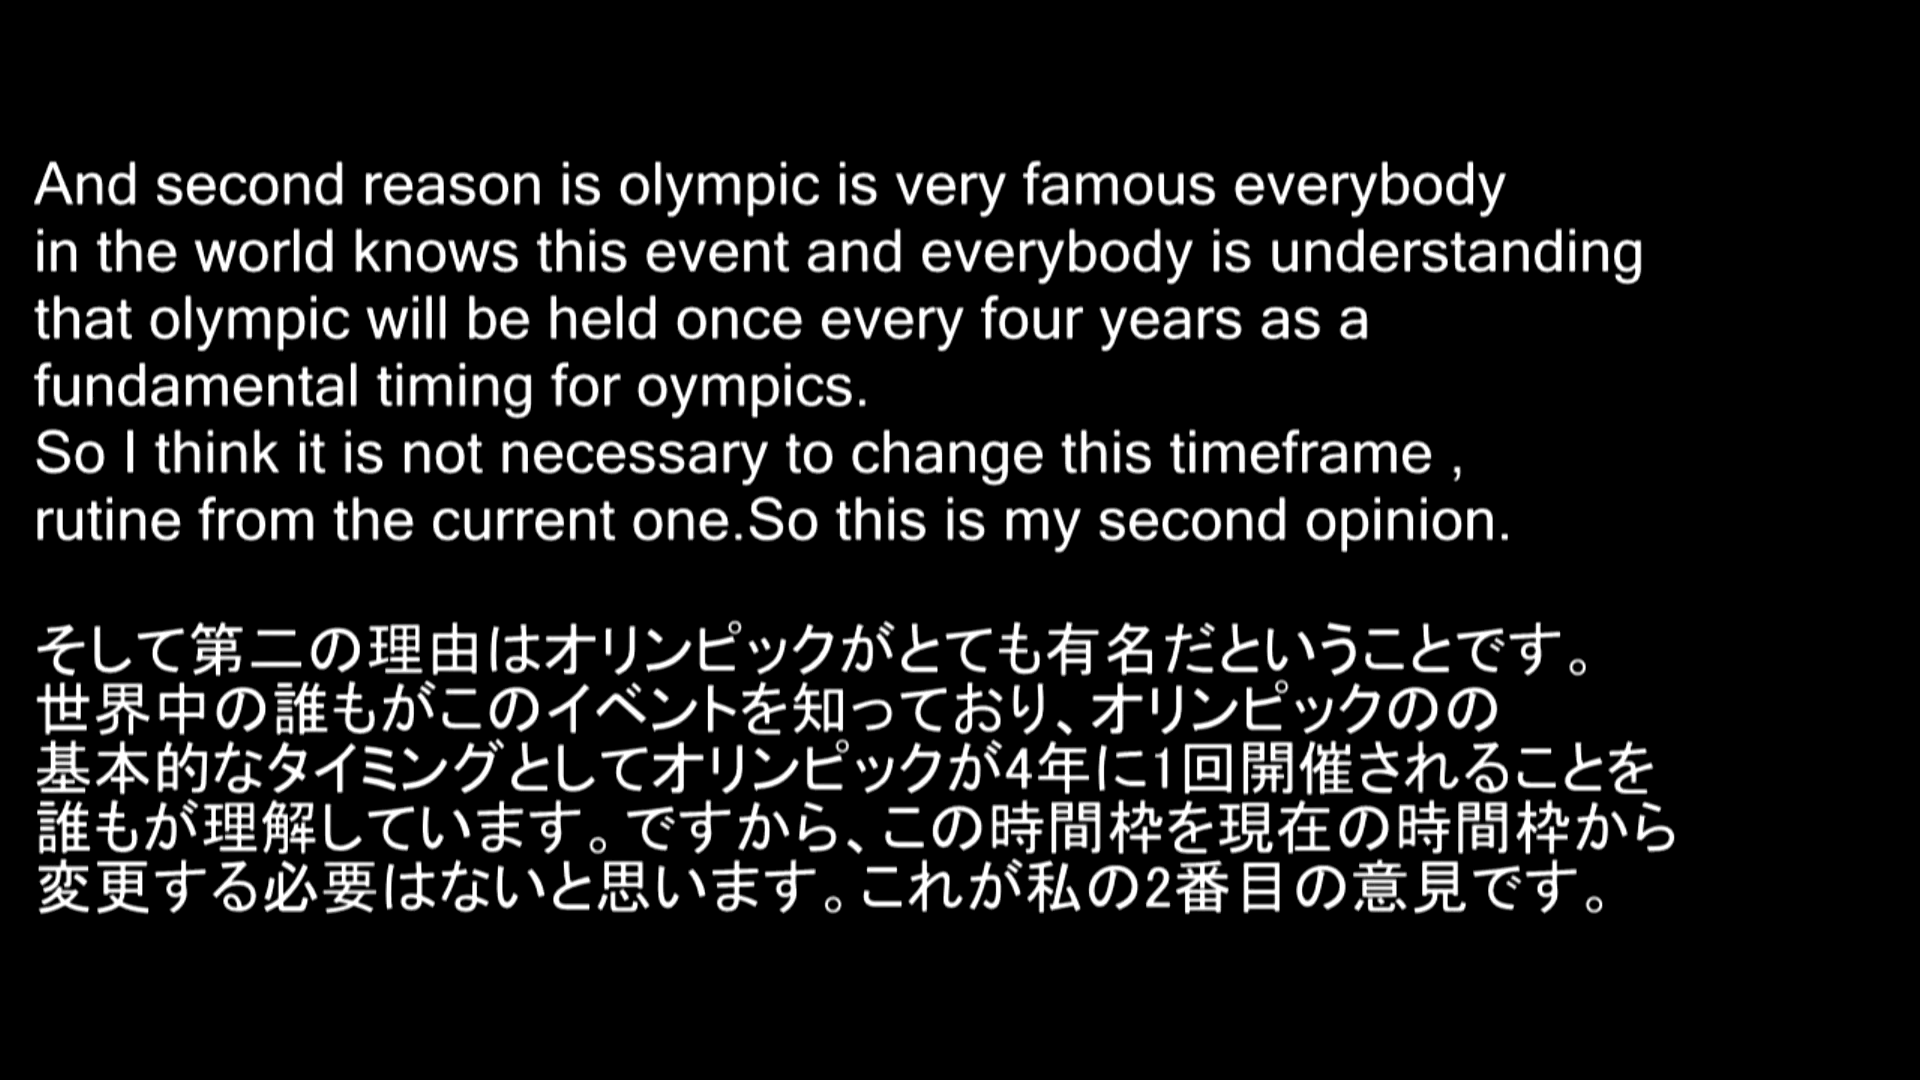 And second reason is olympic is very famous everybody
in the world knows this event and everybody is understanding
that olympic will be held once every four years as a
fundamental timing for oympics.
So I think it is not necessary to change this timeframe ,
rutine from the current one.So this is my second opinion.
そして第二の理由はオリンピックがとても有名だということです。
世界中の誰もがこのイベントを知っており、オリンピックのの
基本的なタイミングとしてオリンピックが4年に1回開催されることを
誰もが理解しています。ですから、この時間枠を現在の時間枠から
変更する必要はないと思います。これが私の2番目の意見です。